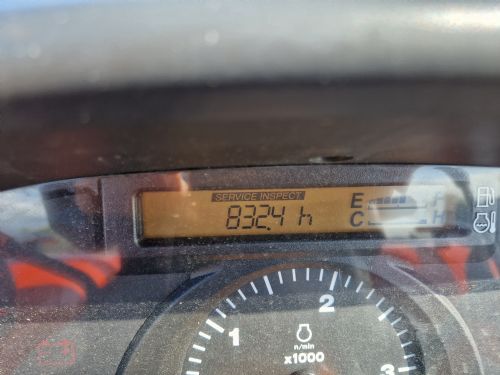 SERVICE INSPECT
832.4 h
E F
C H
1 2 3
n/min
x1000